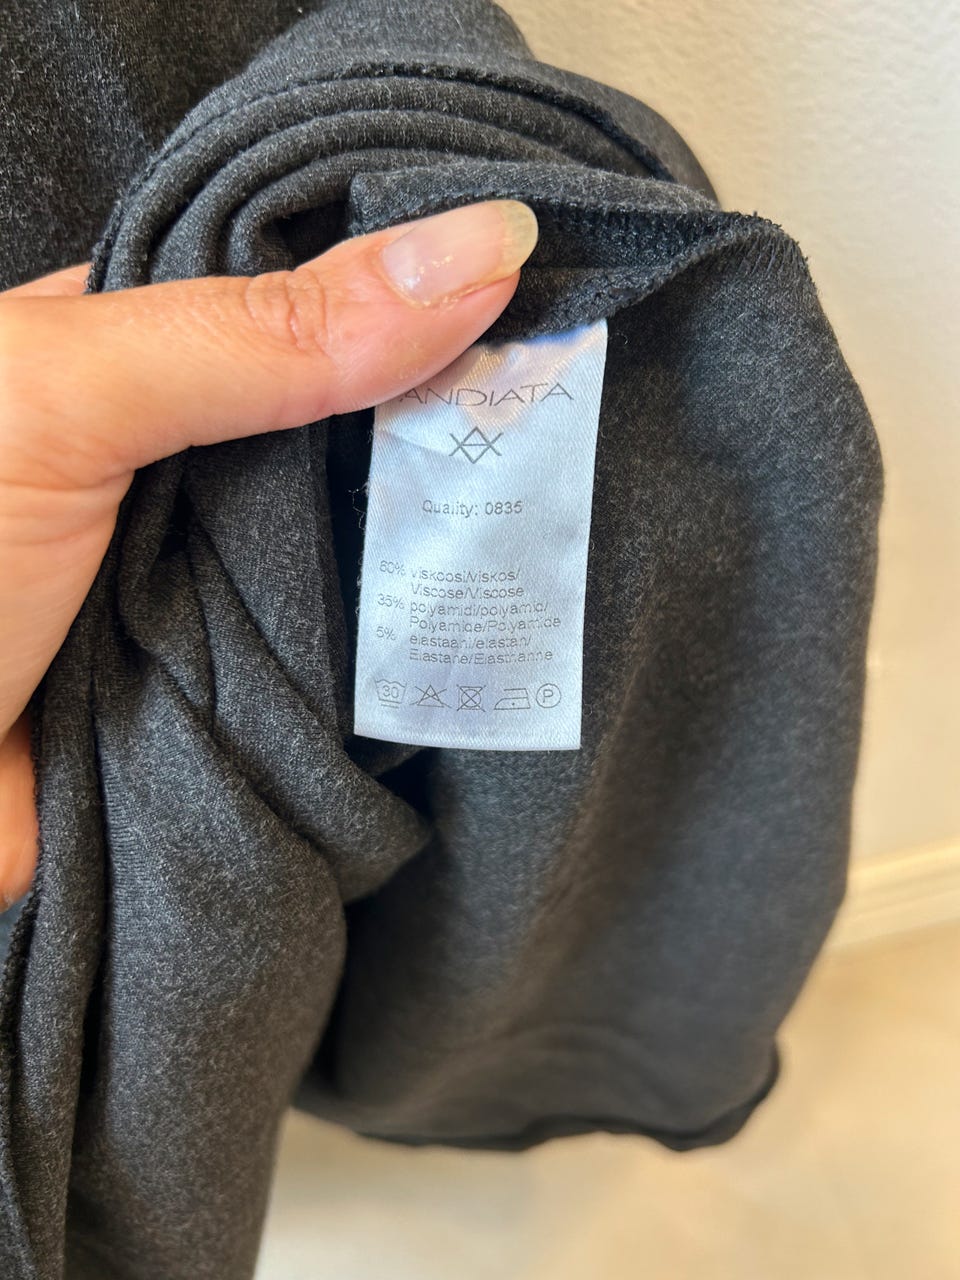 ANDIATA
Quality: 0835
60% Viskoosi/Viskos/
Viscose/Viscose
35% polyamidi/polyamid/
Polyamide/Polyamide
5% elastaani/elastan/
Elastane/Elasthanne
30
P